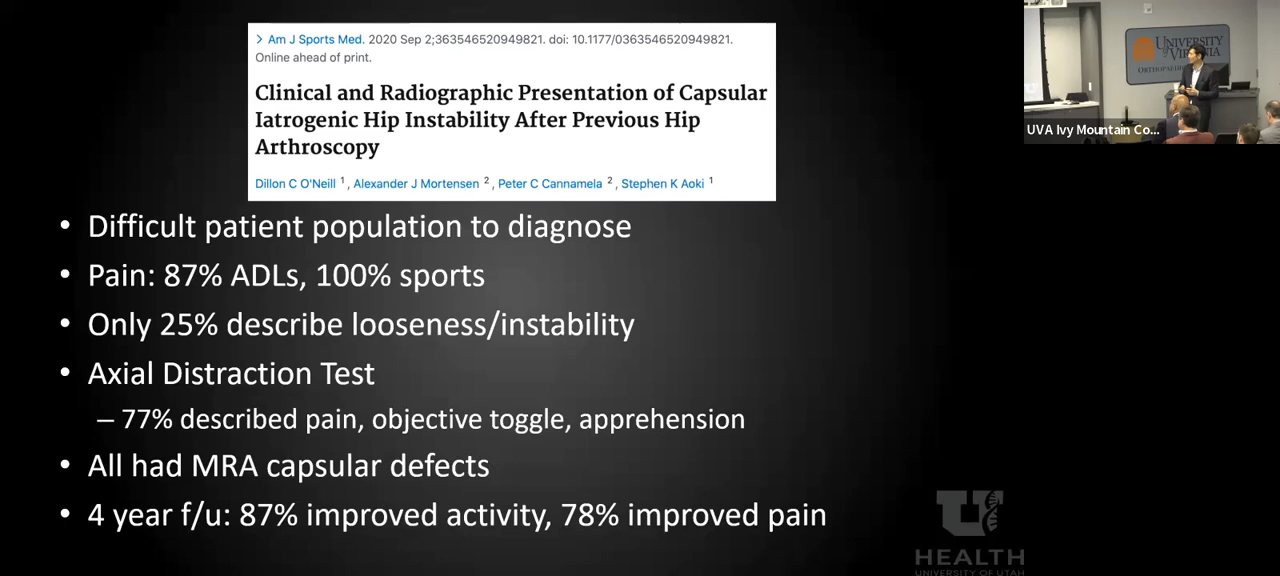 > Am J Sports Med. 2020 Sep 2;363546520949821. doi: 10.1177/0363546520949821.
Online ahead of print.
Clinical and Radiographic Presentation of Capsular
Iatrogenic Hip Instability After Previous Hip
Arthroscopy
Dillon C O'Neill 1, Alexander J Mortensen 2, Peter C Cannamela 2, Stephen K Aoki 1
• Difficult patient population to diagnose
• Pain: 87% ADLs, 100% sports
• Only 25% describe looseness/instability
• Axial Distraction Test
– 77% described pain, objective toggle, apprehension
• All had MRA capsular defects
• 4 year f/u: 87% improved activity, 78% improved pain
U
HEALTH
UNIVERSITY OF UTAH
UNIVERSITY
of VIRGINIA
ORTHOPAEDICS
UVA Ivy Mountain Co...